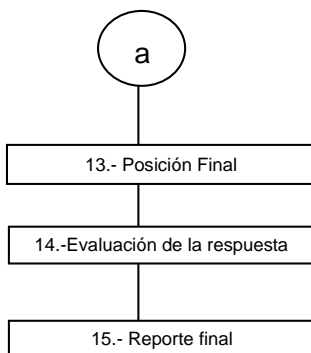 a
13.- Posición Final
14.-Evaluación de la respuesta
15.- Reporte final